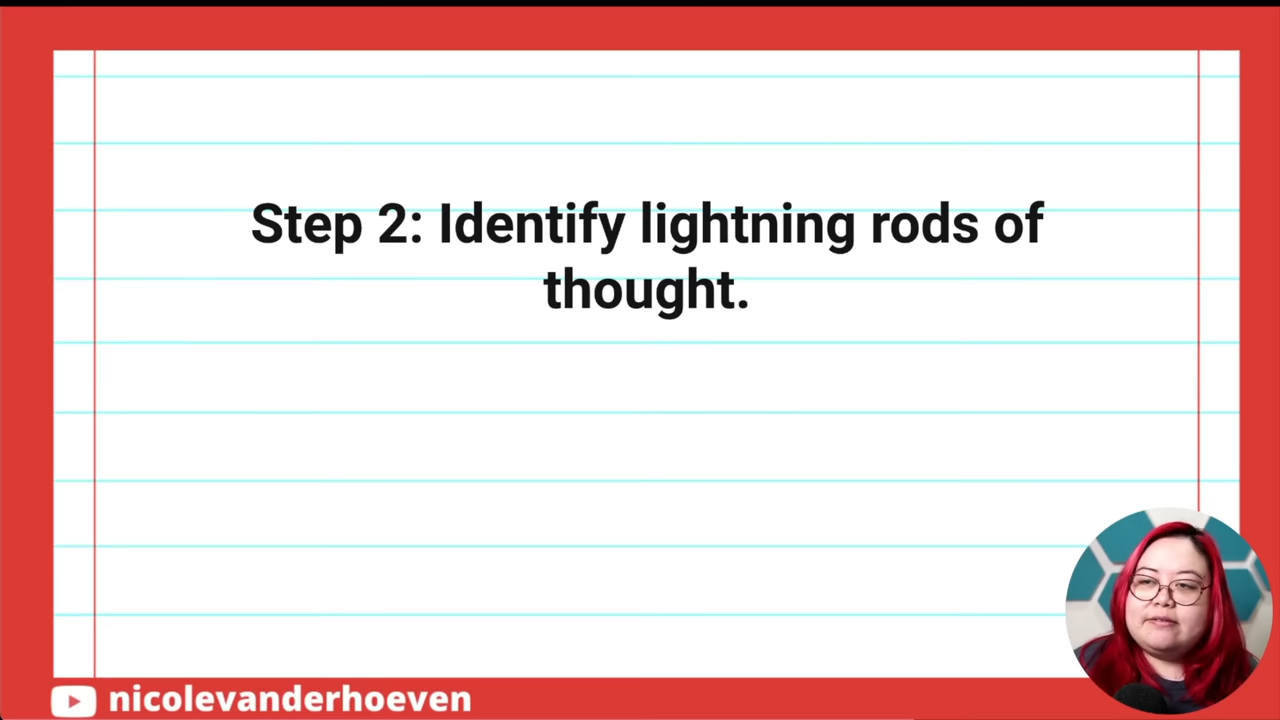 Step 2: Identify lightning rods of
thought.
nicolevanderhoeven